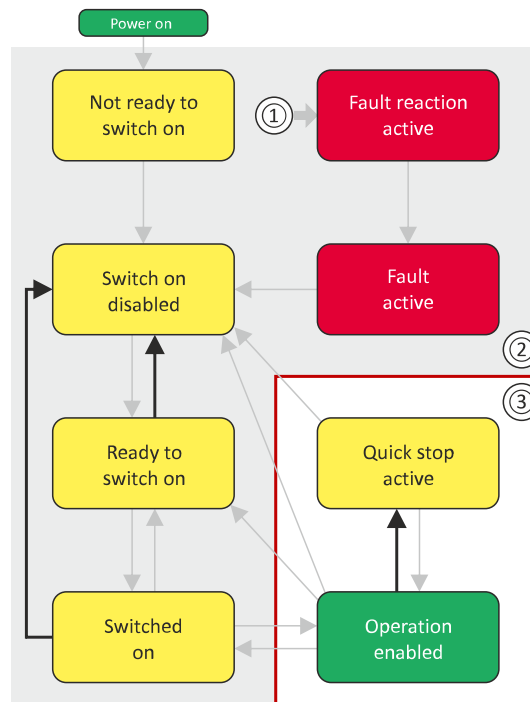 Power on
Not ready to
switch on
1
Fault reaction
active
Switch on
disabled
Fault
active
2
3
Ready to
switch on
Quick stop
active
Switched
on
Operation
enabled